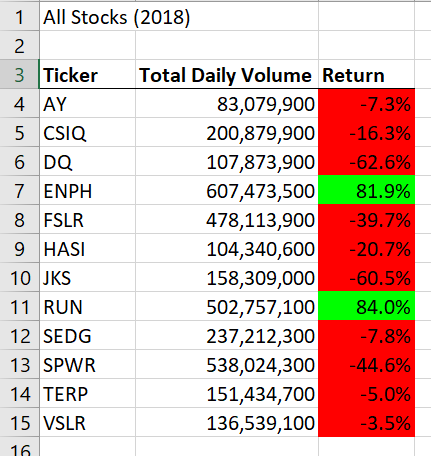 1 All Stocks (2018)
2
3 Ticker Total Daily Volume Return
4 AY 83,079,900 -7.3%
5 CSIQ 200,879,900 -16.3%
6 DQ 107,873,900 -62.6%
7 ENPH 607,473,500 81.9%
8 FSLR 478,113,900 -39.7%
9 HASI 104,340,600 -20.7%
10 JKS 158,309,000 -60.5%
11 RUN 502,757,100 84.0%
12 SEDG 237,212,300 -7.8%
13 SPWR 538,024,300 -44.6%
14 TERP 151,434,700 -5.0%
15 VSLR 136,539,100 -3.5%
16